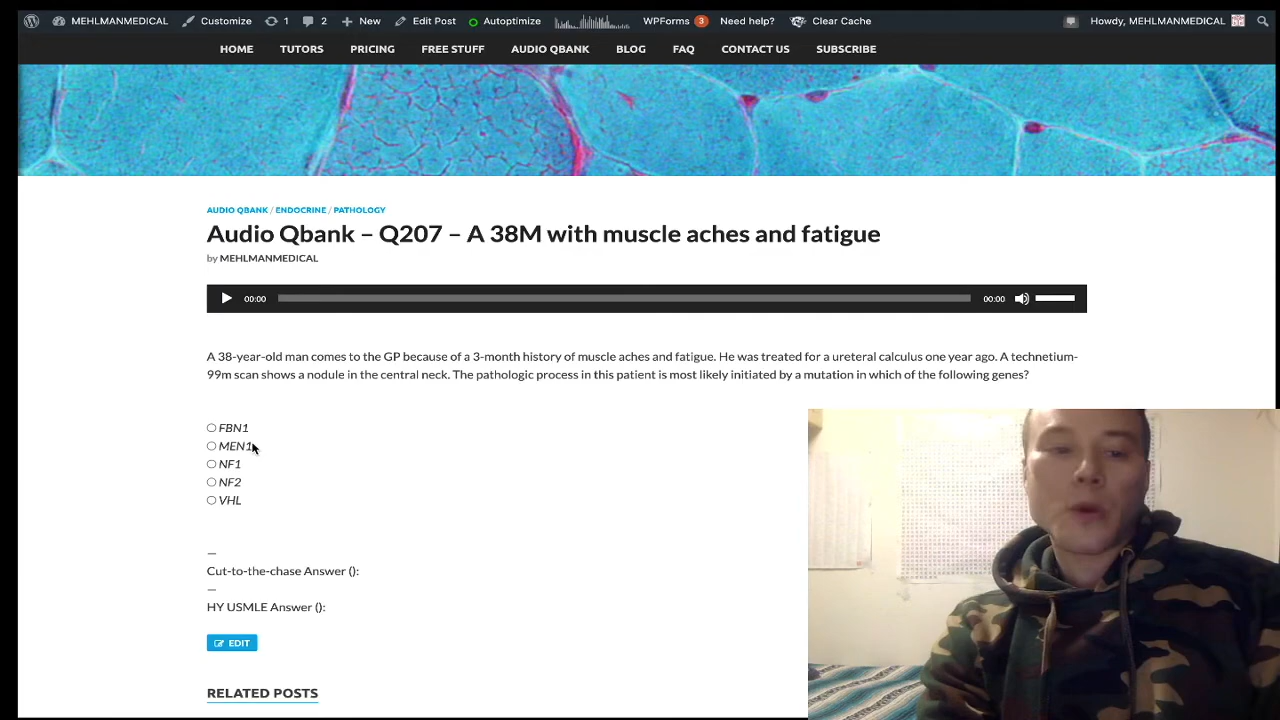 MEHLMANMEDICAL Customize 1 2 New Edit Post Autoptimize WPForms 3 Need help? Clear Cache Howdy, MEHLMANMEDICAL
HOME TUTORS PRICING FREE STUFF AUDIO QBANK BLOG FAQ CONTACT US SUBSCRIBE
AUDIO QBANK / ENDOCRINE / PATHOLOGY
Audio Qbank – Q207 – A 38M with muscle aches and fatigue
by MEHLMANMEDICAL
00:00 00:00
A 38-year-old man comes to the GP because of a 3-month history of muscle aches and fatigue. He was treated for a ureteral calculus one year ago. A technetium-
99m scan shows a nodule in the central neck. The pathologic process in this patient is most likely initiated by a mutation in which of the following genes?
FBN1
MEN1
NF1
NF2
VHL
—
Cut-to-the-chase Answer ():
—
HY USMLE Answer ():
EDIT
RELATED POSTS